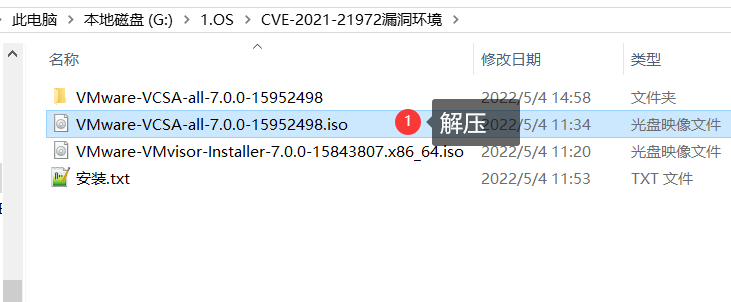 此电脑 > 本地磁盘 (G:) > 1.OS > CVE-2021-21972漏洞环境 >
名称 修改日期 类型
VMware-VCSA-all-7.0.0-15952498 2022/5/4 14:58 文件夹
VMware-VCSA-all-7.0.0-15952498.iso 1 解压 2022/5/4 11:34 光盘映像文件
VMware-VMvisor-Installer-7.0.0-15843807.x86_64.iso 2022/5/4 11:20 光盘映像文件
安装.txt 2022/5/4 11:53 TXT 文件